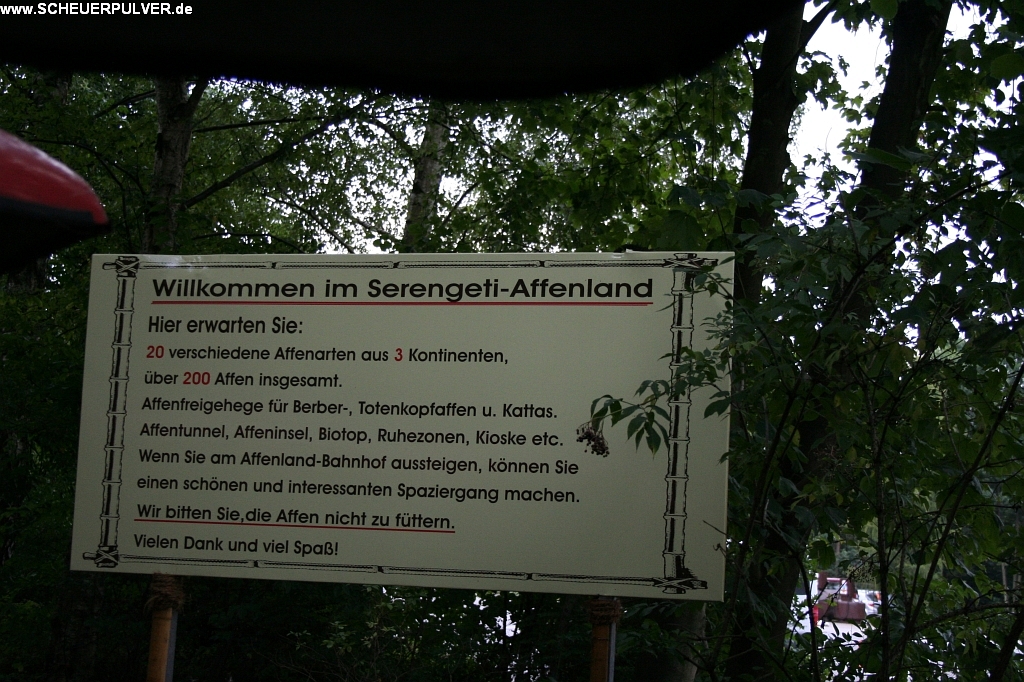 www.SCHEUERPULVER.de
Willkommen im Serengeti-Affenland
Hier erwarten Sie:
20 verschiedene Affenarten aus 3 Kontinenten,
über 200 Affen insgesamt.
Affenfreigehege für Berber-, Totenkopfaffen u. Kattas.
Affentunnel, Affeninsel, Biotop, Ruhezonen, Kioske etc.
Wenn Sie am Affenland-Bahnhof aussteigen, können Sie
einen schönen und interessanten Spaziergang machen.
Wir bitten Sie,die Affen nicht zu füttern.
Vielen Dank und viel Spaß!